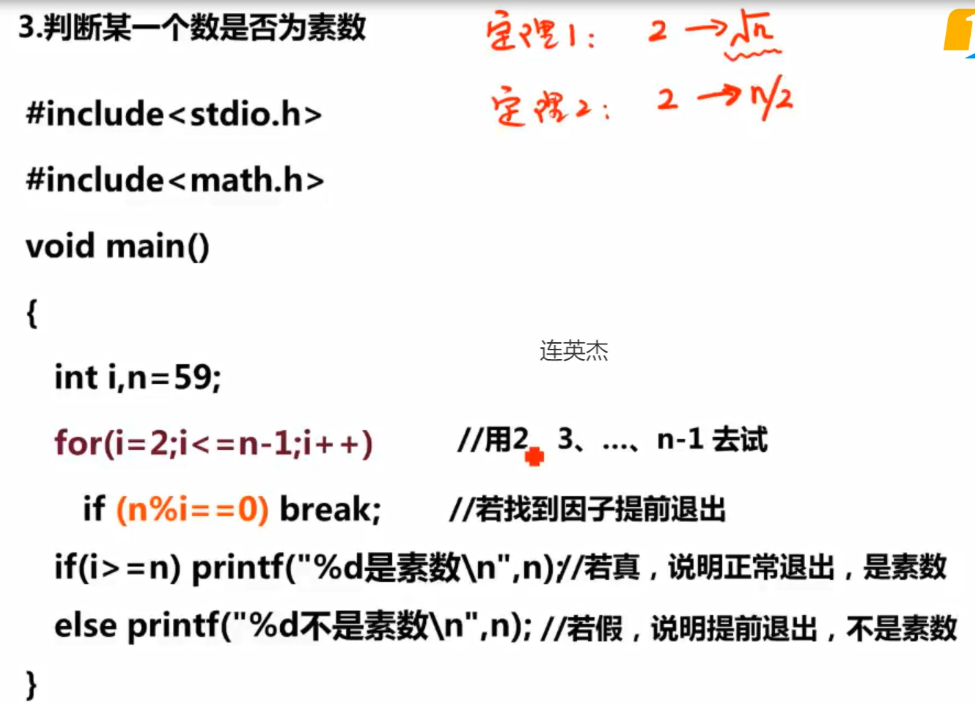 3.判断某一个数是否为素数
定理1: 2→√n
定理2: 2→n/2
#include<stdio.h>
#include<math.h>
void main()
{
连英杰
int i,n=59;
for(i=2;i<=n-1;i++) //用2、3、…、n-1 去试
if (n%i==0) break; //若找到因子提前退出
if(i>=n) printf("%d是素数\n",n);//若真，说明正常退出，是素数
else printf("%d不是素数\n",n); //若假，说明提前退出，不是素数
}